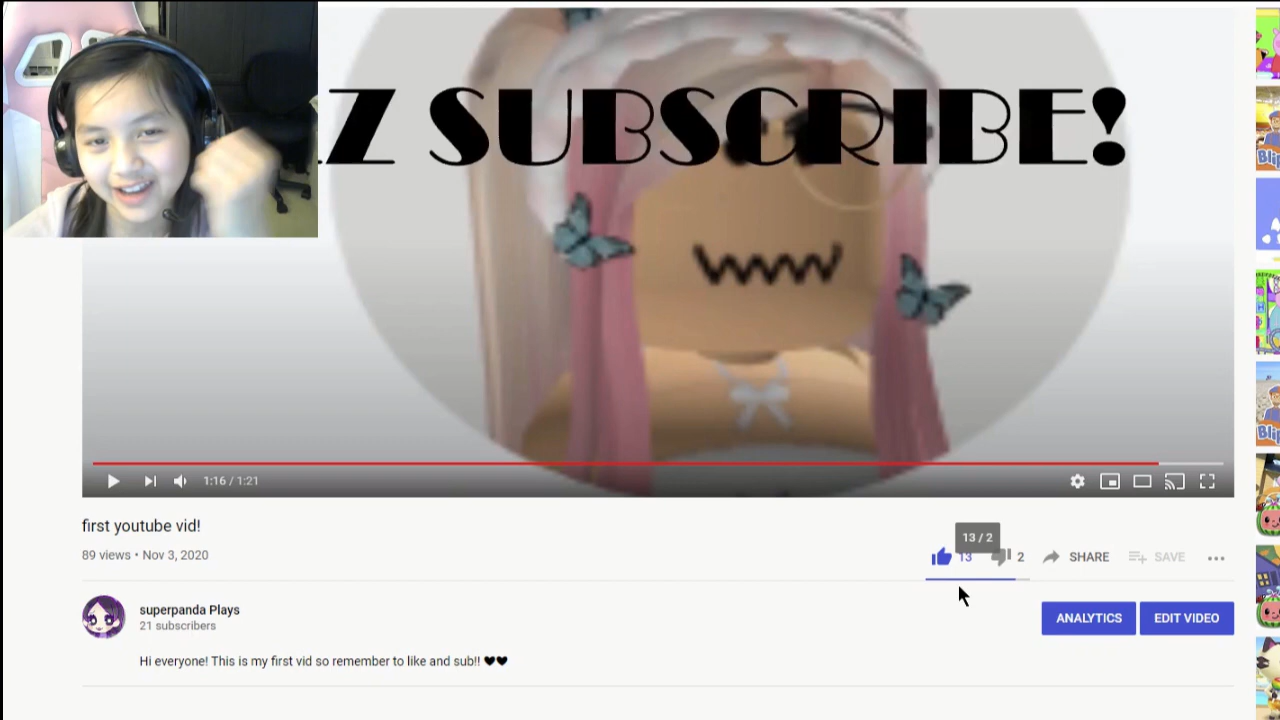 Z SUBSCRIBE!
1:16 / 1:21
first youtube vid!
89 views • Nov 3, 2020
13 / 2
13
2
SHARE
SAVE
superpanda Plays
21 subscribers
ANALYTICS
EDIT VIDEO
Hi everyone! This is my first vid so remember to like and sub!! 🖤🖤